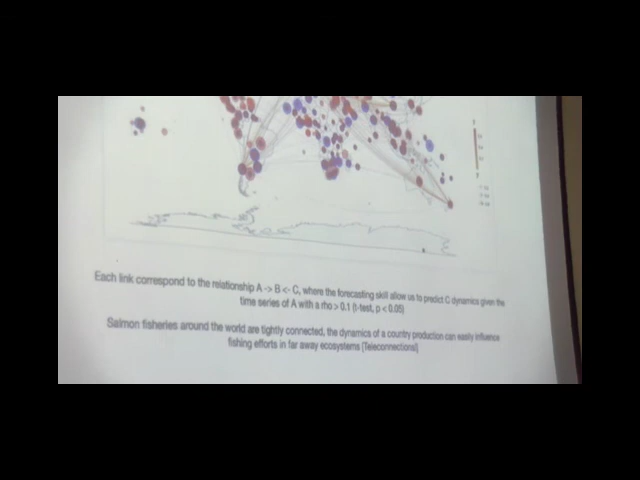 Each link correspond to the relationship A -> B <- C, where the forecasting skill allow us to predict C dynamics given the
time series of A with a rho > 0.1 (t-test, p < 0.05)
Salmon fisheries around the world are tightly connected, the dynamics of a country production can easily influence
fishing efforts in far away ecosystems [Teleconnections]